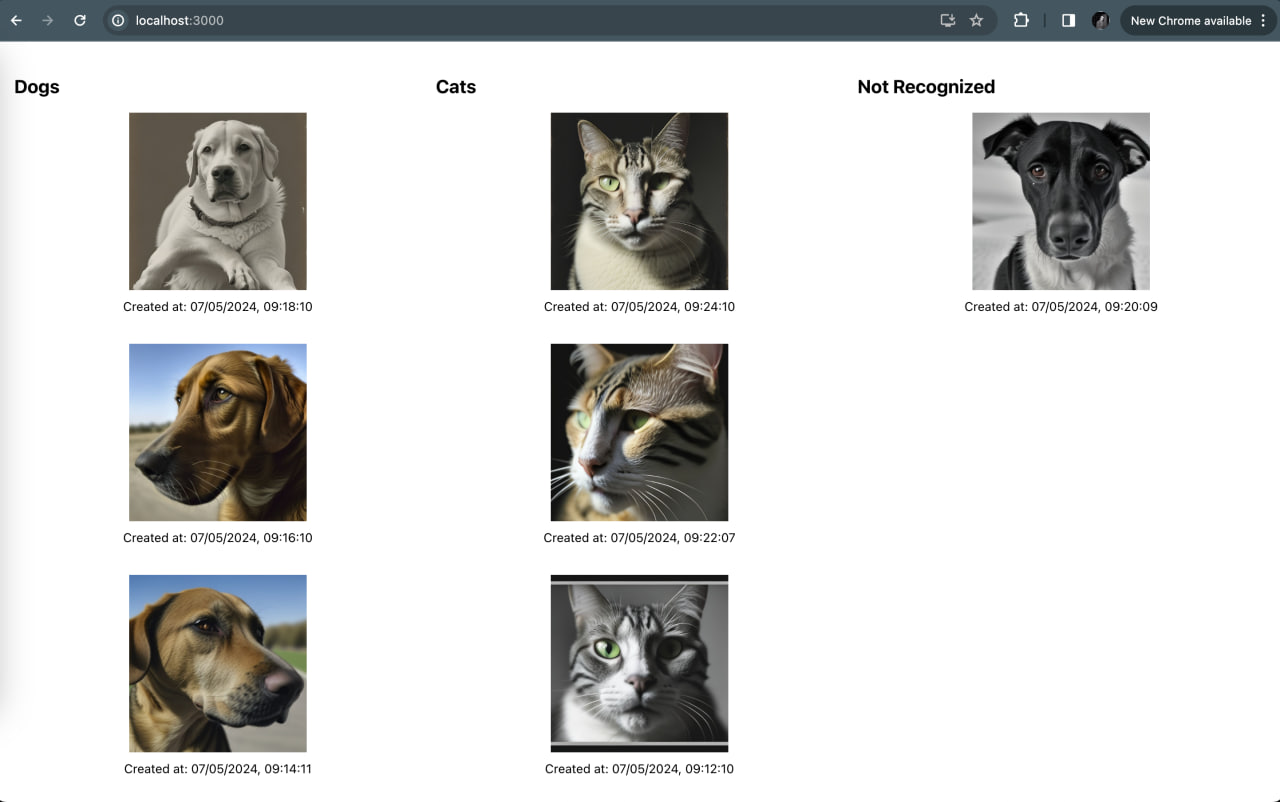 localhost:3000
New Chrome available
Dogs
Cats
Not Recognized
Created at: 07/05/2024, 09:18:10
Created at: 07/05/2024, 09:24:10
Created at: 07/05/2024, 09:20:09
Created at: 07/05/2024, 09:16:10
Created at: 07/05/2024, 09:22:07
Created at: 07/05/2024, 09:14:11
Created at: 07/05/2024, 09:12:10